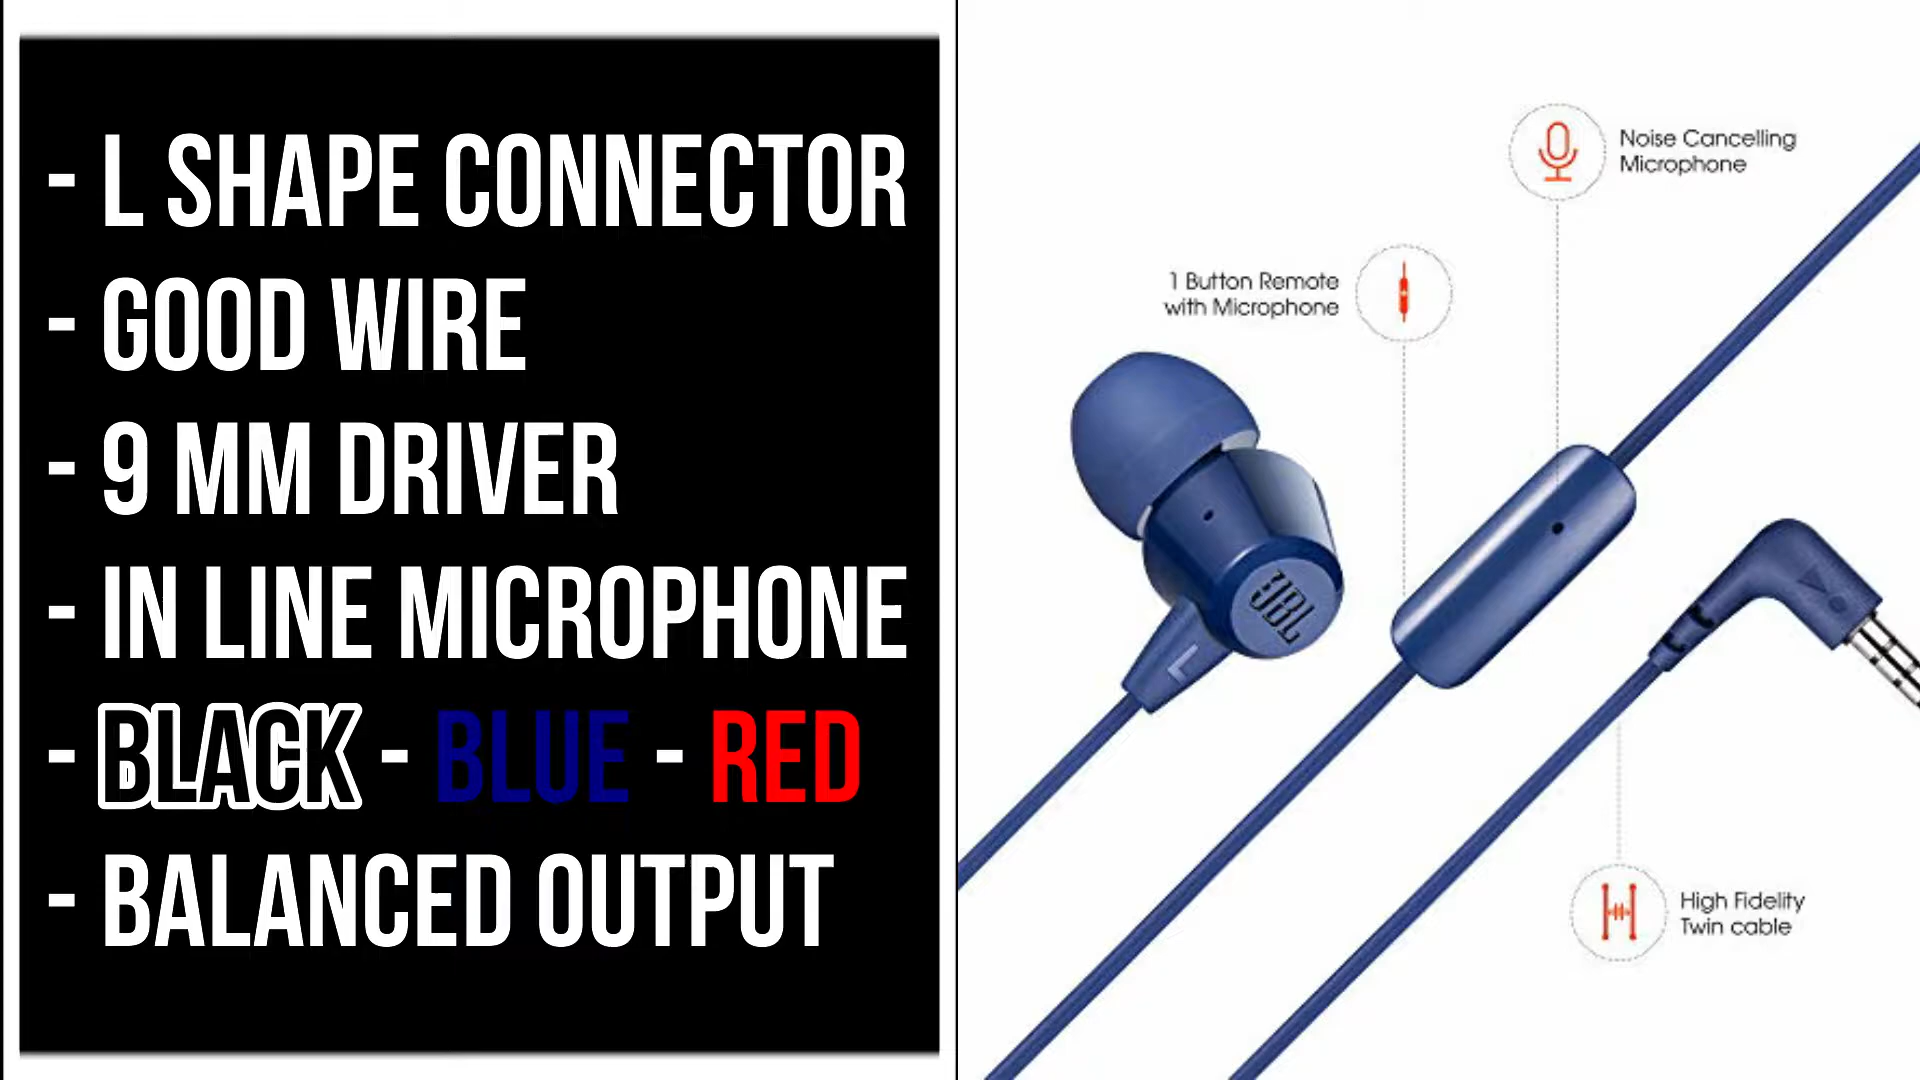 - L SHAPE CONNECTOR
- GOOD WIRE
- 9 MM DRIVER
- IN LINE MICROPHONE
- BLACK - BLUE - RED
- BALANCED OUTPUT
Noise Cancelling
Microphone
1 Button Remote
with Microphone
JBL
L
High Fidelity
Twin cable